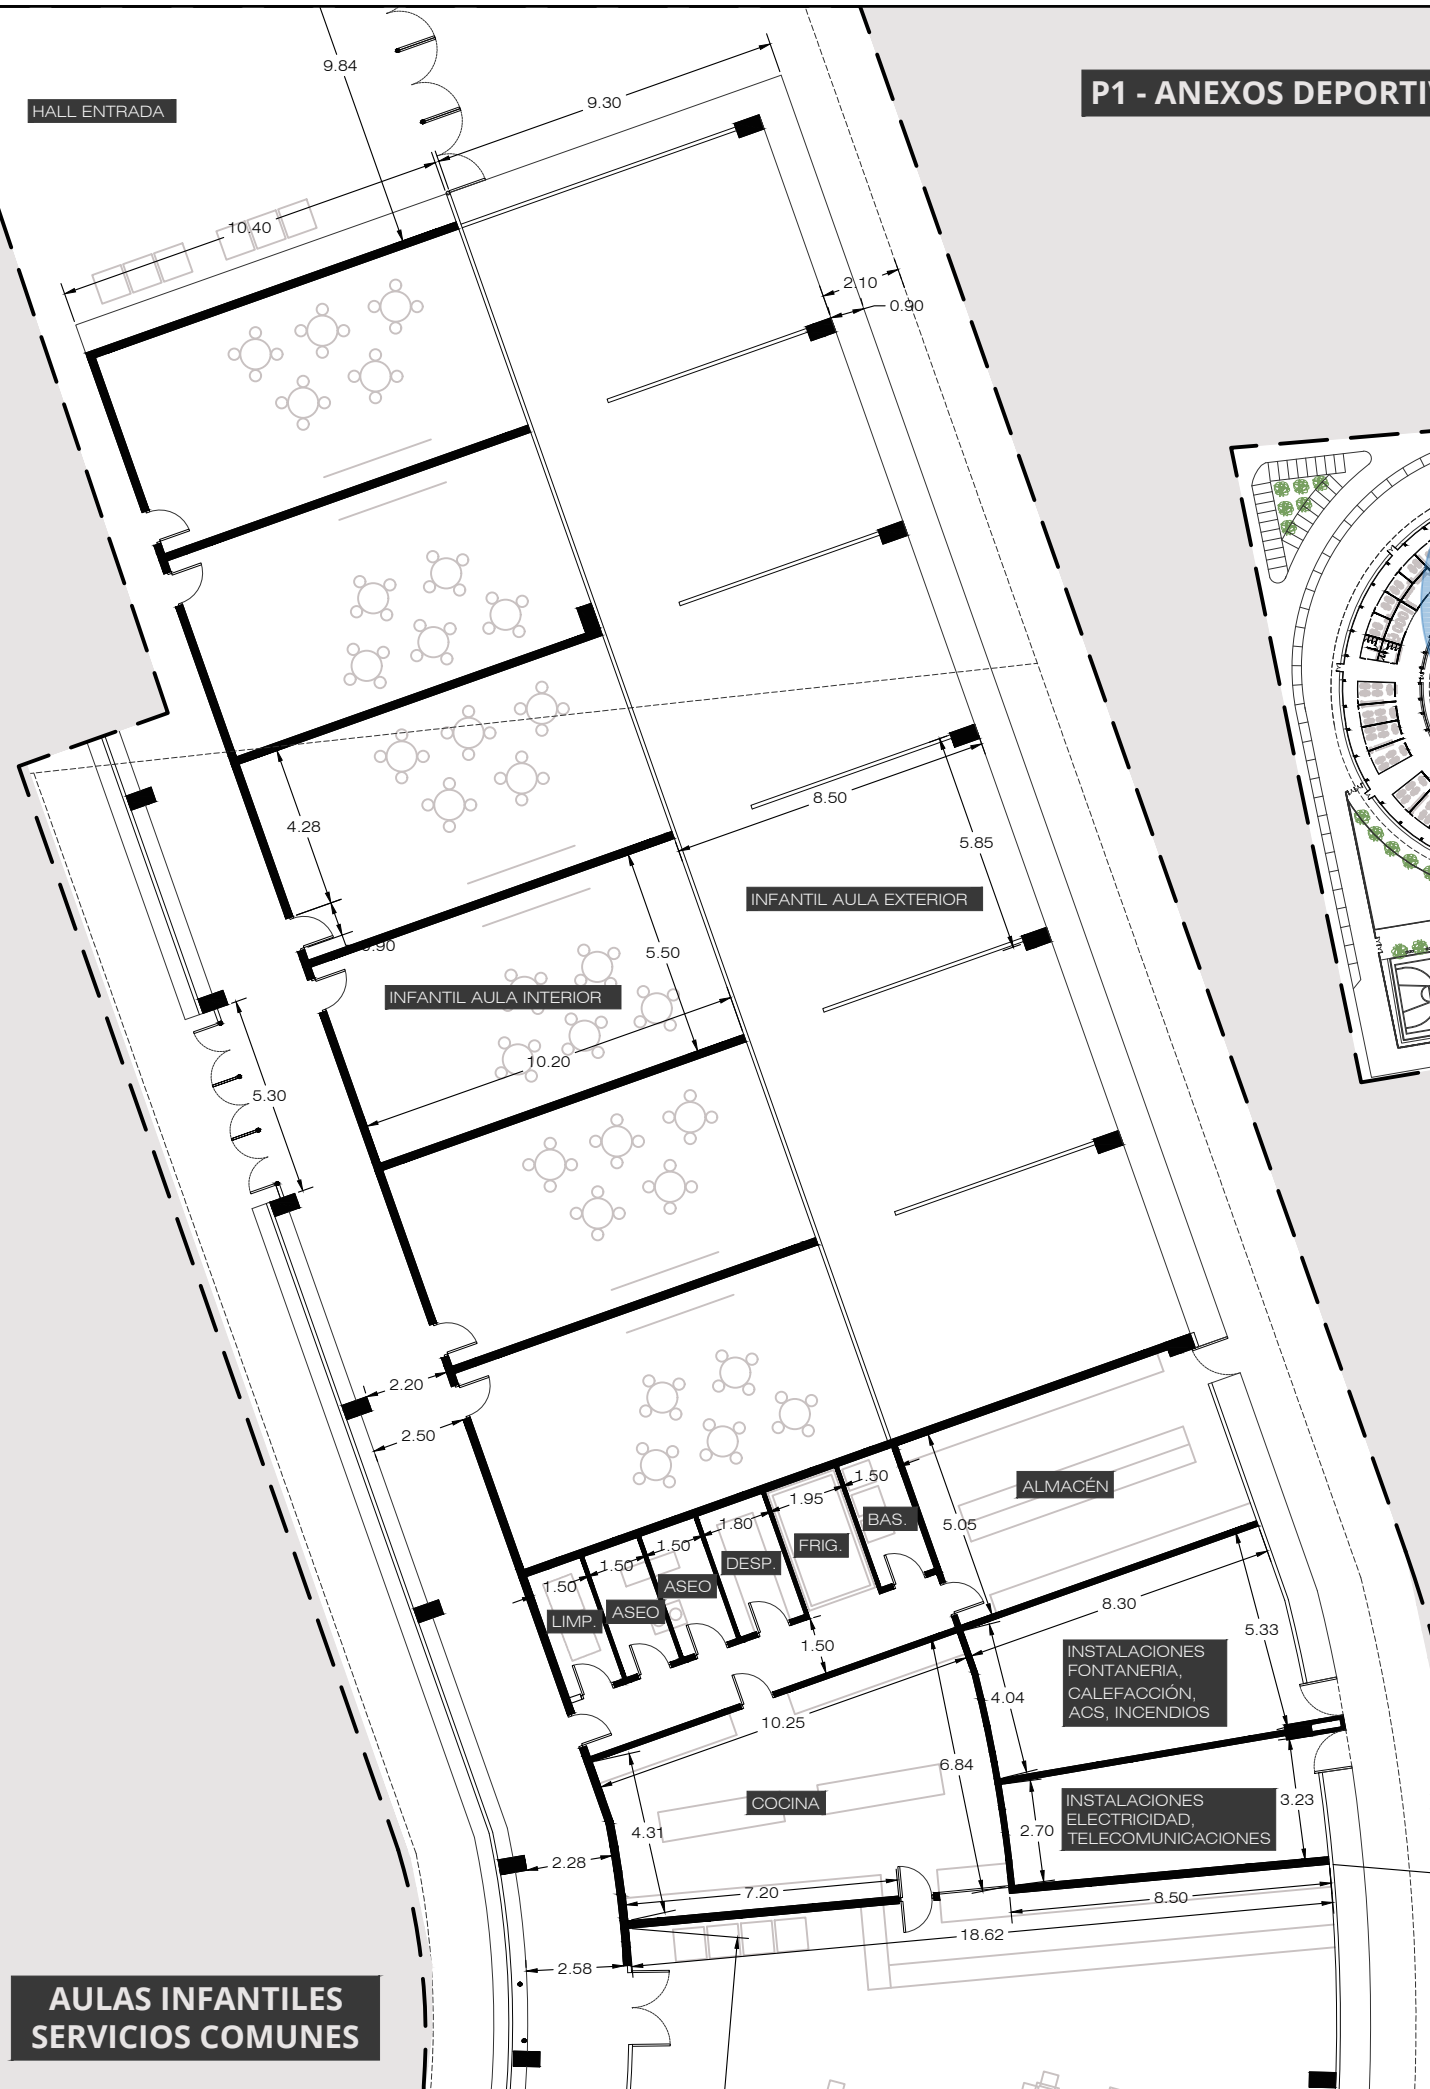 9.84
HALL ENTRADA
9.30
P1 - ANEXOS DEPORTI
10.40
2.10
0.90
8.50
4.28
5.85
INFANTIL AULA EXTERIOR
.90
5.50
INFANTIL AULA INTERIOR
10.20
5.30
2.20
2.50
1.50
ALMACÉN
1.95
BAS.
1.80
5.05
FRIG.
1.50
DESP.
1.50
ASEO
1.50
ASEO
LIMP.
8.30
5.33
1.50
INSTALACIONES
FONTANERIA,
CALEFACCIÓN,
ACS, INCENDIOS
4.04
10.25
6.84
COCINA
INSTALACIONES
ELECTRICIDAD,
TELECOMUNICACIONES
3.23
4.31
2.70
2.28
7.20
8.50
18.62
2.58
AULAS INFANTILES
SERVICIOS COMUNES